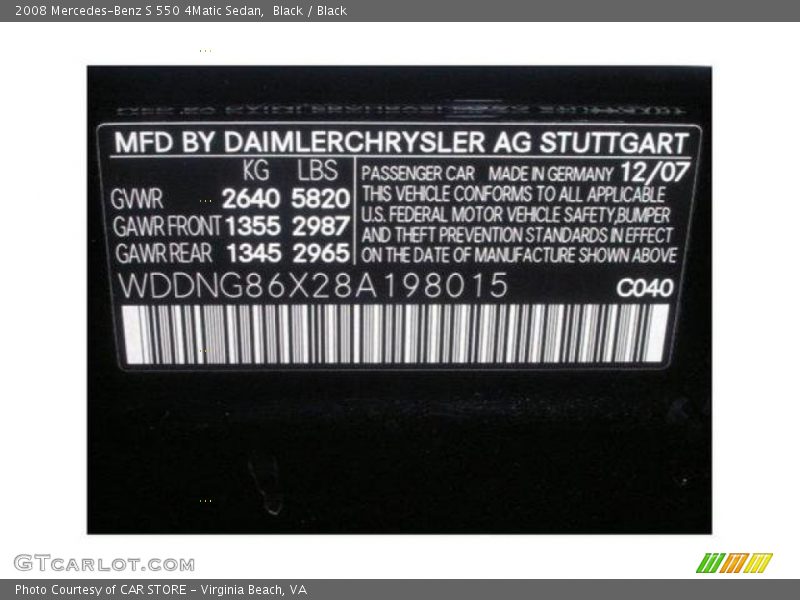 2008 Mercedes-Benz S 550 4Matic Sedan, Black / Black
MFD BY DAIMLERCHRYSLER AG STUTTGART
KG LBS
GVWR 2640 5820
GAWR FRONT 1355 2987
GAWR REAR 1345 2965
PASSENGER CAR MADE IN GERMANY 12/07
THIS VEHICLE CONFORMS TO ALL APPLICABLE
U.S. FEDERAL MOTOR VEHICLE SAFETY, BUMPER
AND THEFT PREVENTION STANDARDS IN EFFECT
ON THE DATE OF MANUFACTURE SHOWN ABOVE
WDDNG86X28A198015 C040
GTCARLOT.COM
Photo Courtesy of CAR STORE - Virginia Beach, VA